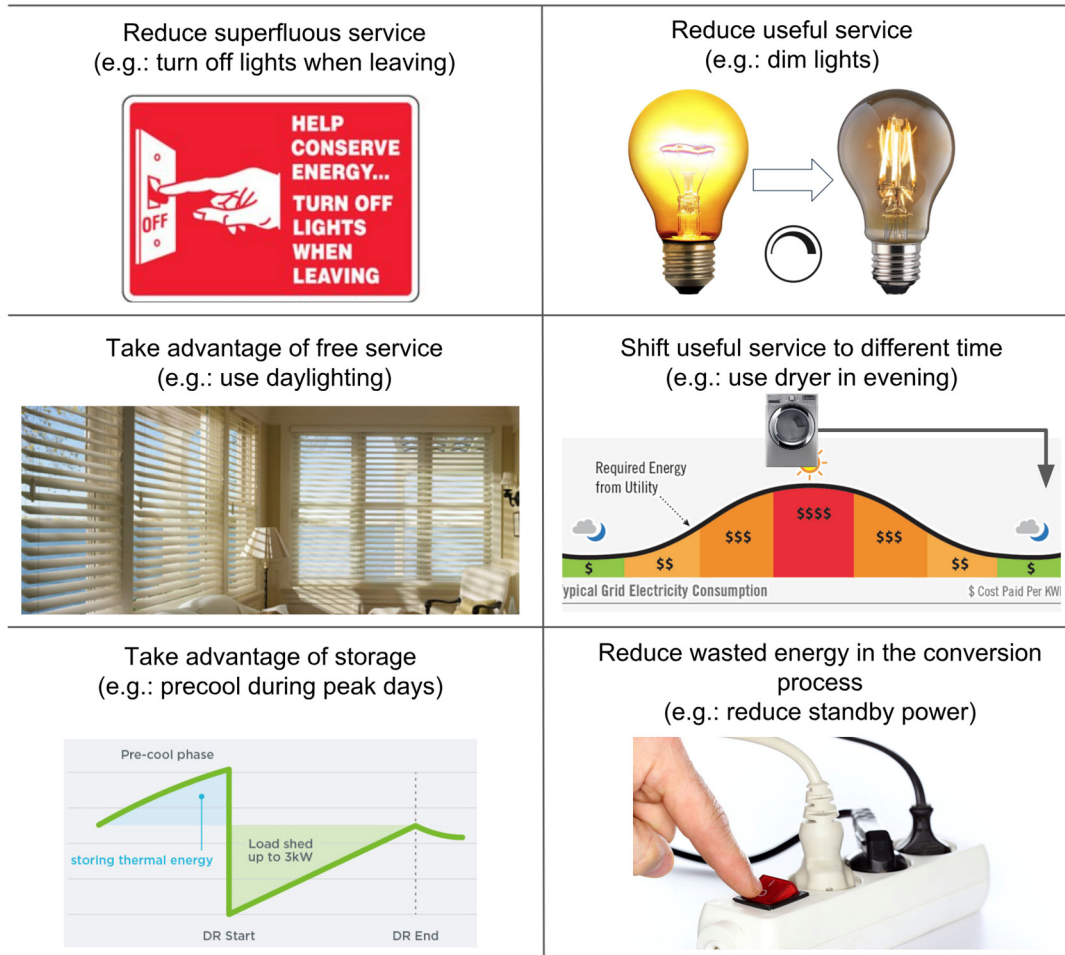 Reduce superfluous service
(e.g.: turn off lights when leaving)
HELP
CONSERVE
ENERGY...
TURN OFF
LIGHTS
WHEN
LEAVING
OFF
Reduce useful service
(e.g.: dim lights)
Take advantage of free service
(e.g.: use daylighting)
Shift useful service to different time
(e.g.: use dryer in evening)
Required Energy
from Utility
$
$$
$$$
$$$$
$$$
$$
$
ypical Grid Electricity Consumption
$ Cost Paid Per KW
Take advantage of storage
(e.g.: precool during peak days)
Pre-cool phase
storing thermal energy
Load shed
up to 3kW
DR Start
DR End
Reduce wasted energy in the conversion
process
(e.g.: reduce standby power)